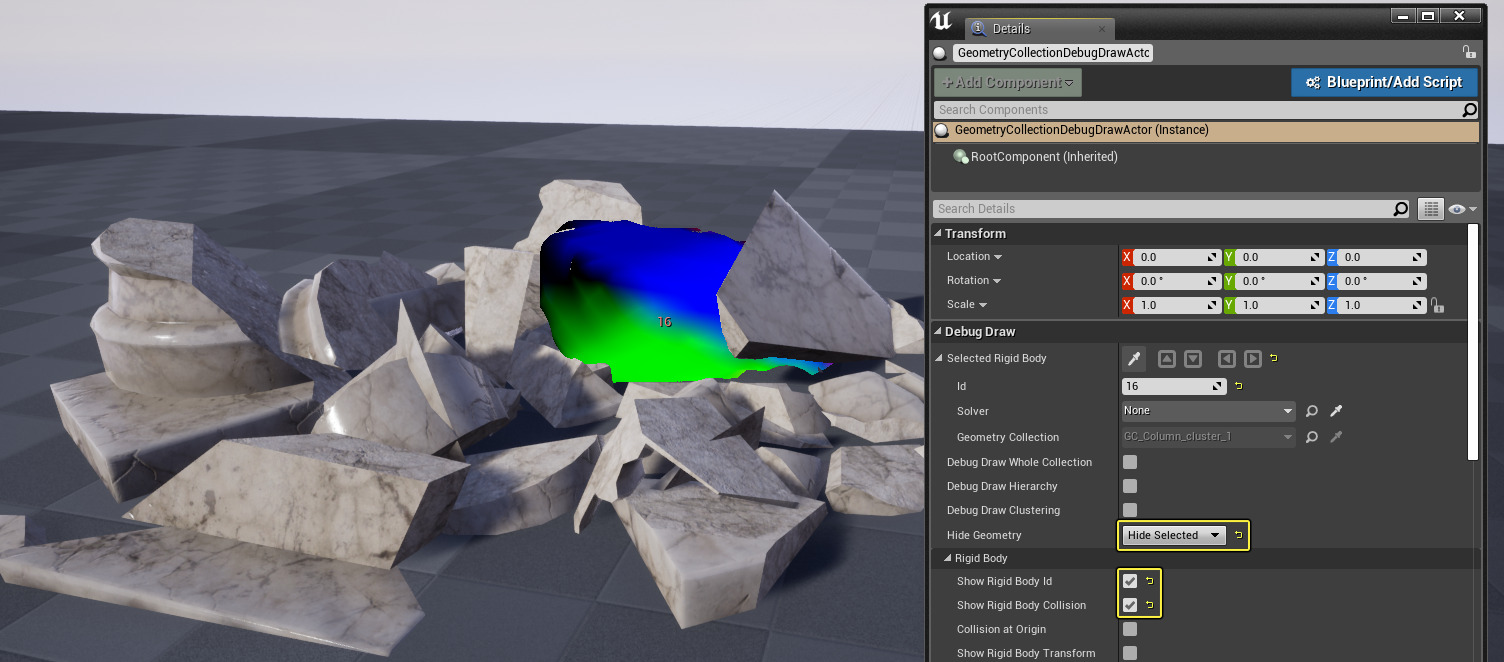 Details
GeometryCollectionDebugDrawActo
+Add Component
Blueprint/Add Script
Search Components
GeometryCollectionDebugDrawActor (Instance)
RootComponent (Inherited)
Search Details
Transform
Location X 0.0 Y 0.0 Z 0.0
Rotation X 0.0 ° Y 0.0 ° Z 0.0 °
Scale X 1.0 Y 1.0 Z 1.0
Debug Draw
Selected Rigid Body
Id 16
Solver None
Geometry Collection GC_Column_cluster_1
Debug Draw Whole Collection
Debug Draw Hierarchy
Debug Draw Clustering
Hide Geometry Hide Selected
Rigid Body
Show Rigid Body Id
Show Rigid Body Collision
Collision at Origin
Show Rigid Body Transform
16